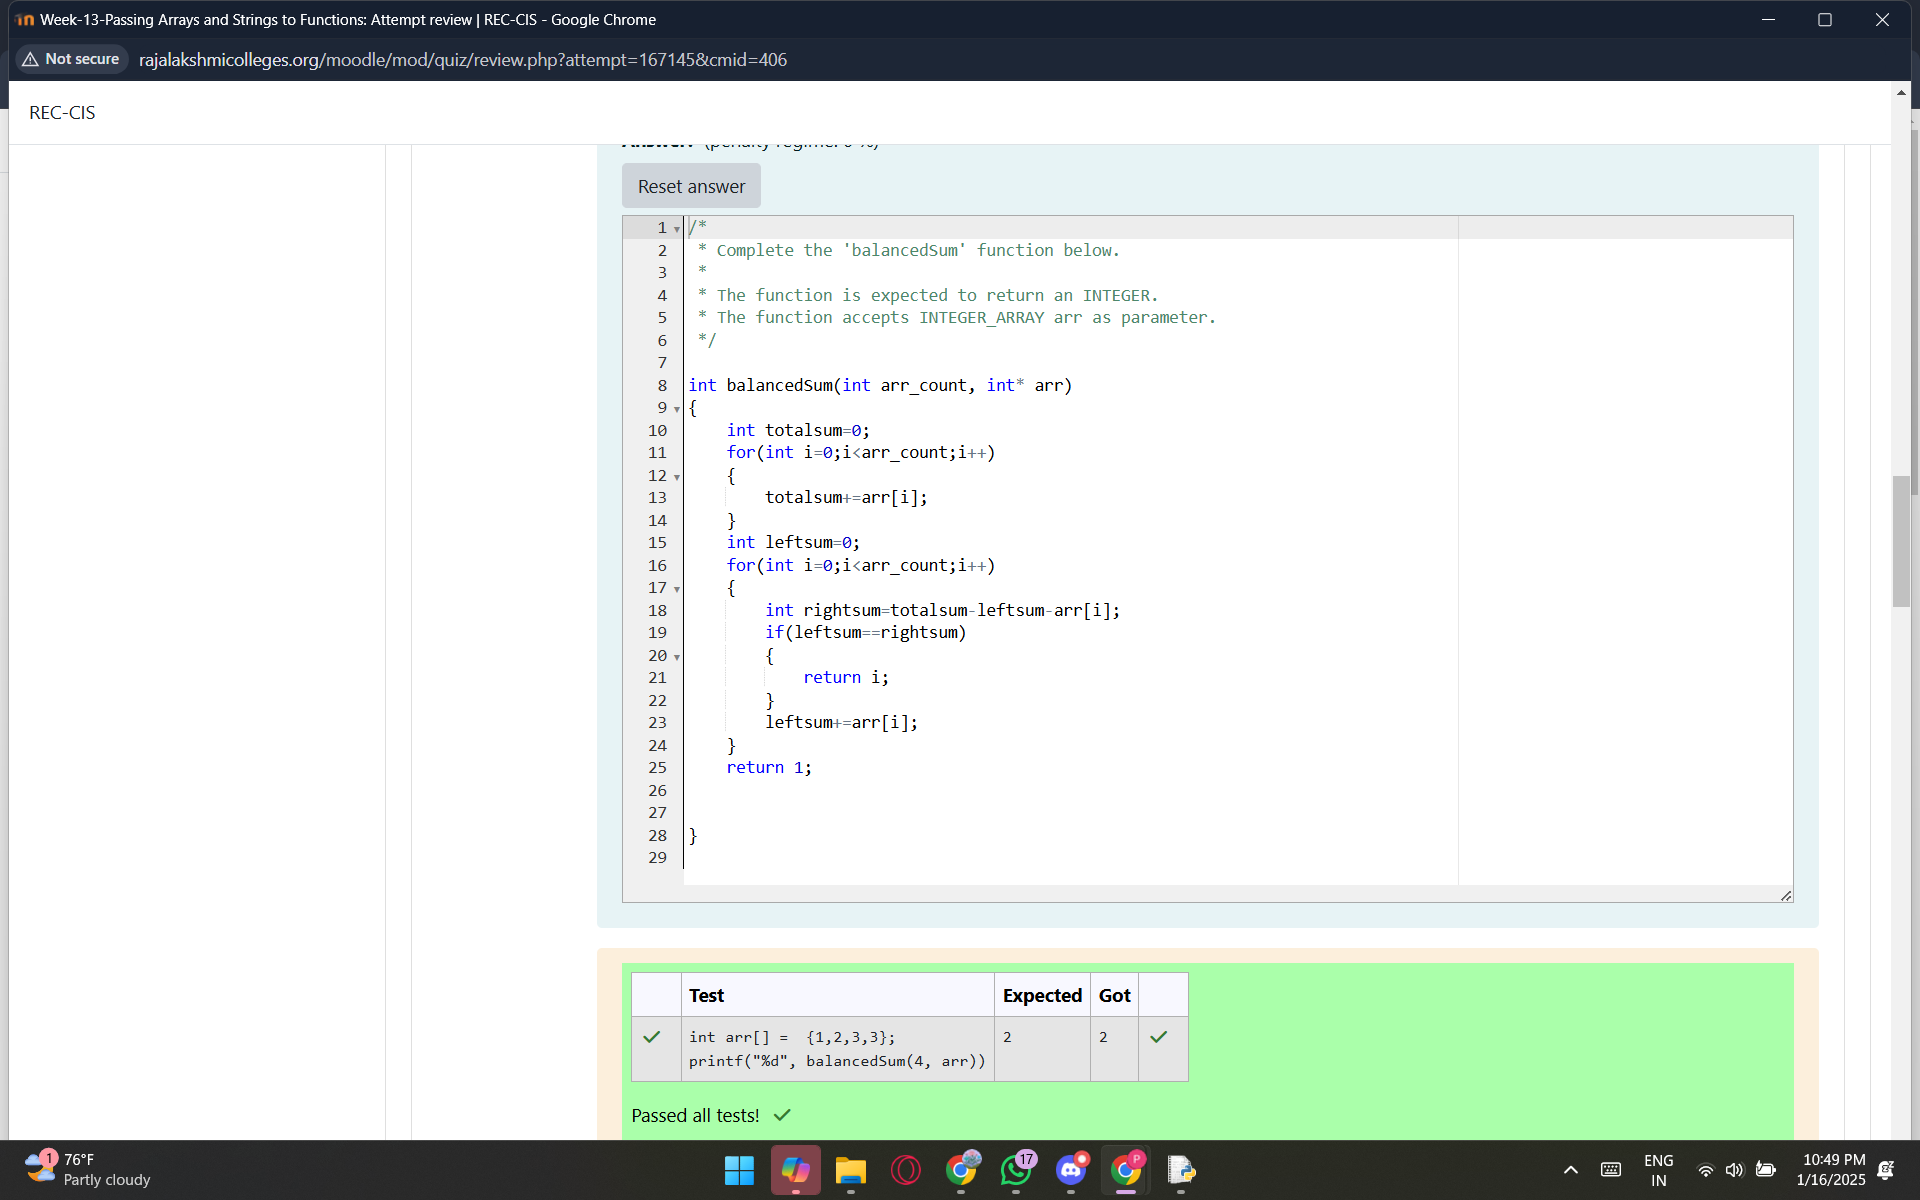 Week-13-Passing Arrays and Strings to Functions: Attempt review | REC-CIS - Google Chrome
Not secure rajalakshmicolleges.org/moodle/mod/quiz/review.php?attempt=167145&cmid=406
REC-CIS
Answer: (penalty regime: 0 %)
Reset answer
1 /*
2  * Complete the 'balancedSum' function below.
3  *
4  * The function is expected to return an INTEGER.
5  * The function accepts INTEGER_ARRAY arr as parameter.
6  */
7
8 int balancedSum(int arr_count, int* arr)
9 {
10     int totalsum=0;
11     for(int i=0;i<arr_count;i++)
12     {
13         totalsum+=arr[i];
14     }
15     int leftsum=0;
16     for(int i=0;i<arr_count;i++)
17     {
18         int rightsum=totalsum-leftsum-arr[i];
19         if(leftsum==rightsum)
20         {
21             return i;
22         }
23         leftsum+=arr[i];
24     }
25     return 1;
26
27
28 }
29
Test Expected Got
int arr[] =  {1,2,3,3}; 2 2
printf("%d", balancedSum(4, arr))
Passed all tests!
1 76°F
Partly cloudy
17
P
ENG
IN
10:49 PM
1/16/2025